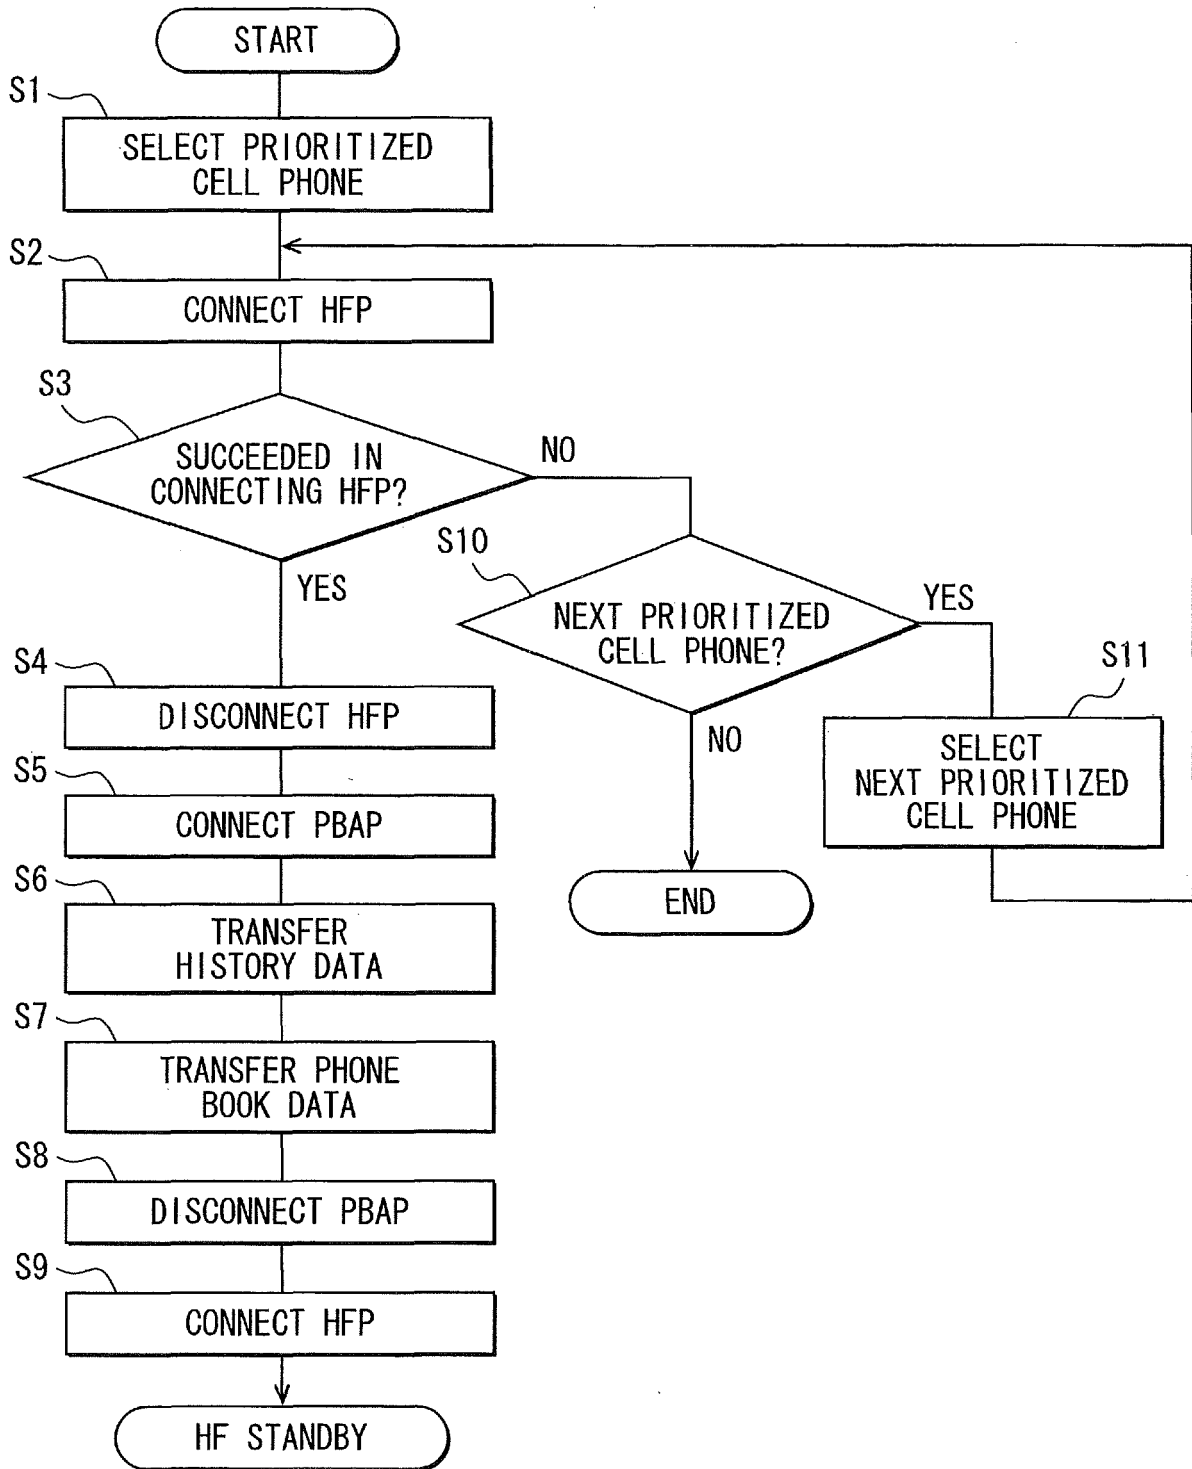 START
S1
SELECT PRIORITIZED
CELL PHONE
S2
CONNECT HFP
S3
SUCCEEDED IN
CONNECTING HFP?
NO
YES
S10
NEXT PRIORITIZED
CELL PHONE?
YES
NO
S11
SELECT
NEXT PRIORITIZED
CELL PHONE
END
S4
DISCONNECT HFP
S5
CONNECT PBAP
S6
TRANSFER
HISTORY DATA
S7
TRANSFER PHONE
BOOK DATA
S8
DISCONNECT PBAP
S9
CONNECT HFP
HF STANDBY